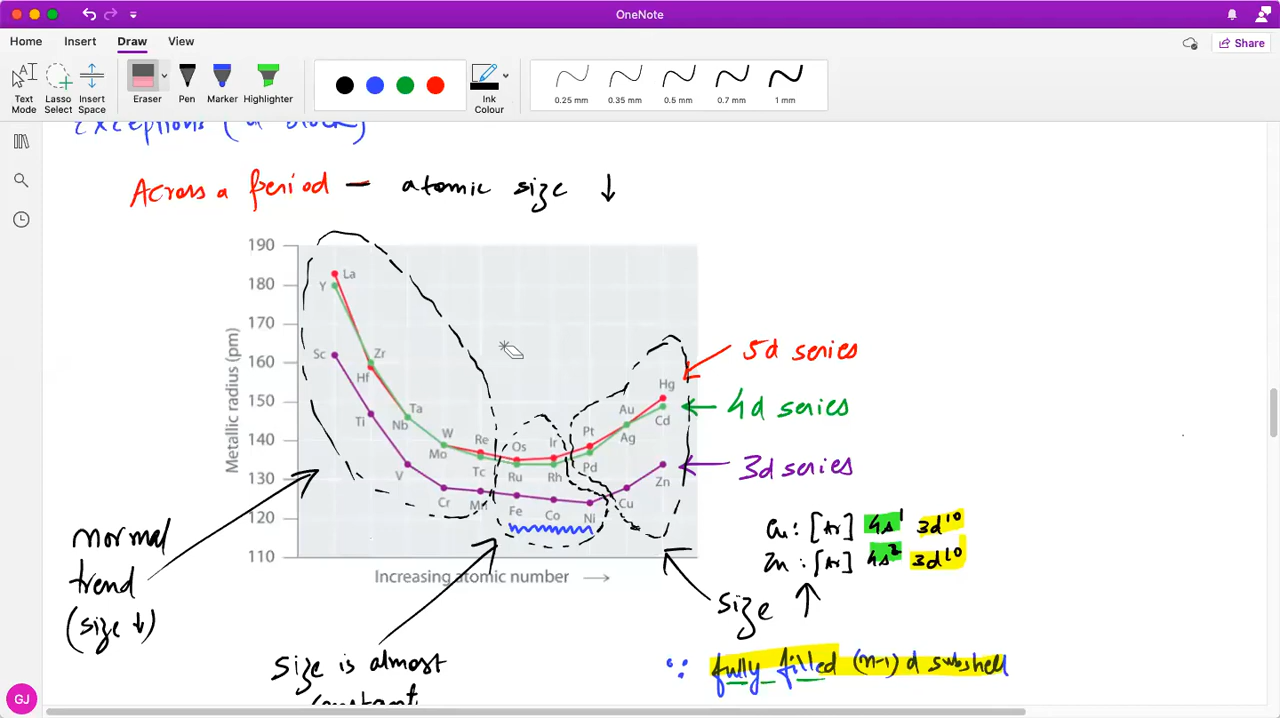 OneNote
Home Insert Draw View
Share
Text Mode
Lasso Select
Insert Space
Eraser
Pen
Marker
Highlighter
Ink Colour
0.25 mm
0.35 mm
0.5 mm
0.7 mm
1 mm
Exceptions (d block)
Across a period — atomic size ↓
190
180
170
160
150
140
130
120
110
Metallic radius (pm)
La
Y
Sc
Zr
Hf
Ti
Ta
Nb
V
W
Mo
Cr
Re
Tc
Mn
Os
Ru
Fe
Ir
Rh
Co
Pt
Pd
Ni
Au
Ag
Cu
Hg
Cd
Zn
Increasing atomic number →
5d series
4d series
3d series
Cu : [Ar] 4s¹ 3d¹⁰
Zn : [Ar] 4s² 3d¹⁰
normal
trend
(size ↓)
size ↑
size is almost
constant
∵ fully filled (n-1) d subshell
GJ